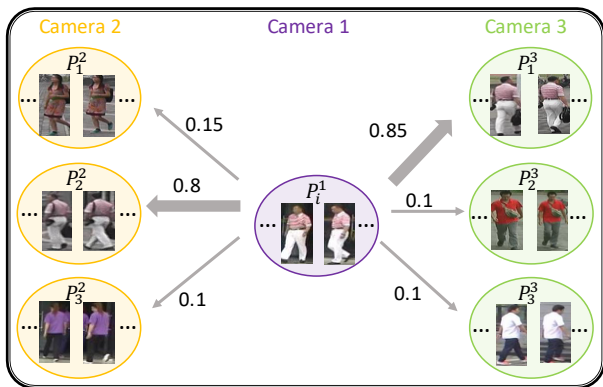 Camera 2 Camera 1 Camera 3
P_1^2 P_1^3
... ... ... ...
0.15 0.85
P_2^2 0.8 P_i^1 0.1 P_2^3
... ... ... ... ... ...
P_3^2 0.1 0.1 P_3^3
... ... ... ...